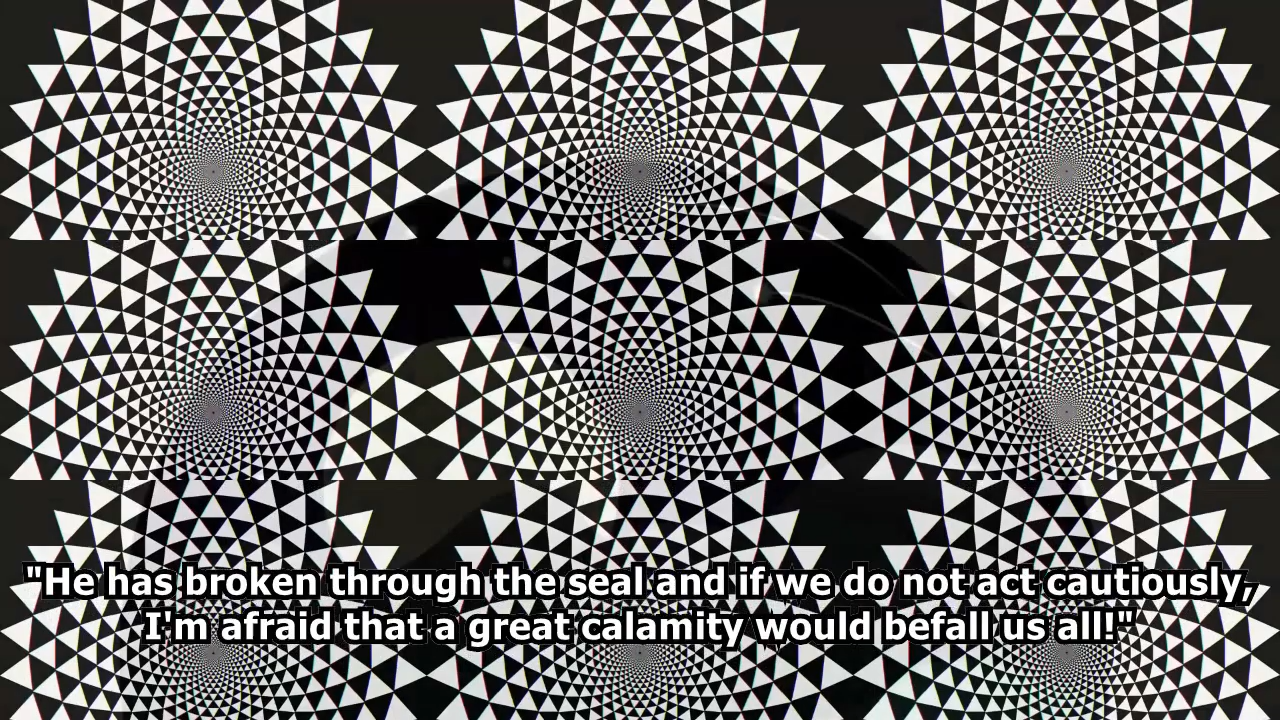 "He has broken through the seal and if we do not act cautiously,
I'm afraid that a great calamity would befall us all!"